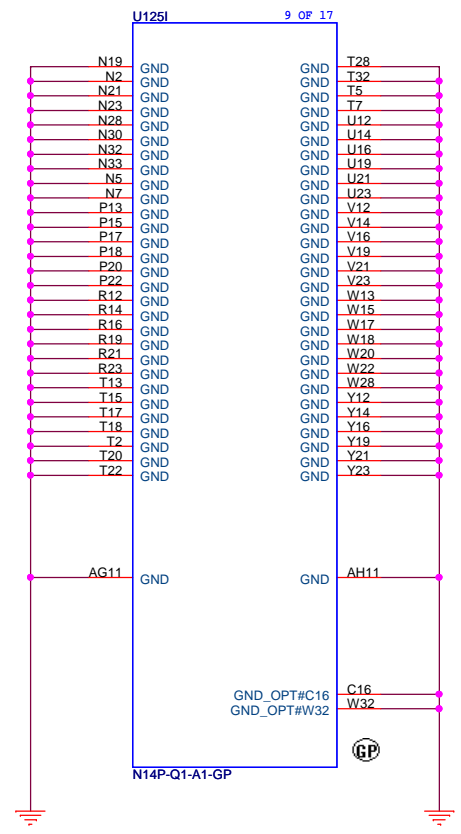 U125I 9 OF 17
N19 GND GND T28
N2 GND GND T32
N21 GND GND T5
N23 GND GND T7
N28 GND GND U12
N30 GND GND U14
N32 GND GND U16
N33 GND GND U19
N5 GND GND U21
N7 GND GND U23
P13 GND GND V12
P15 GND GND V14
P17 GND GND V16
P18 GND GND V19
P20 GND GND V21
P22 GND GND V23
R12 GND GND W13
R14 GND GND W15
R16 GND GND W17
R19 GND GND W18
R21 GND GND W20
R23 GND GND W22
T13 GND GND W28
T15 GND GND Y12
T17 GND GND Y14
T18 GND GND Y16
T2 GND GND Y19
T20 GND GND Y21
T22 GND GND Y23
AG11 GND GND AH11
GND_OPT#C16 C16
GND_OPT#W32 W32
GP
N14P-Q1-A1-GP